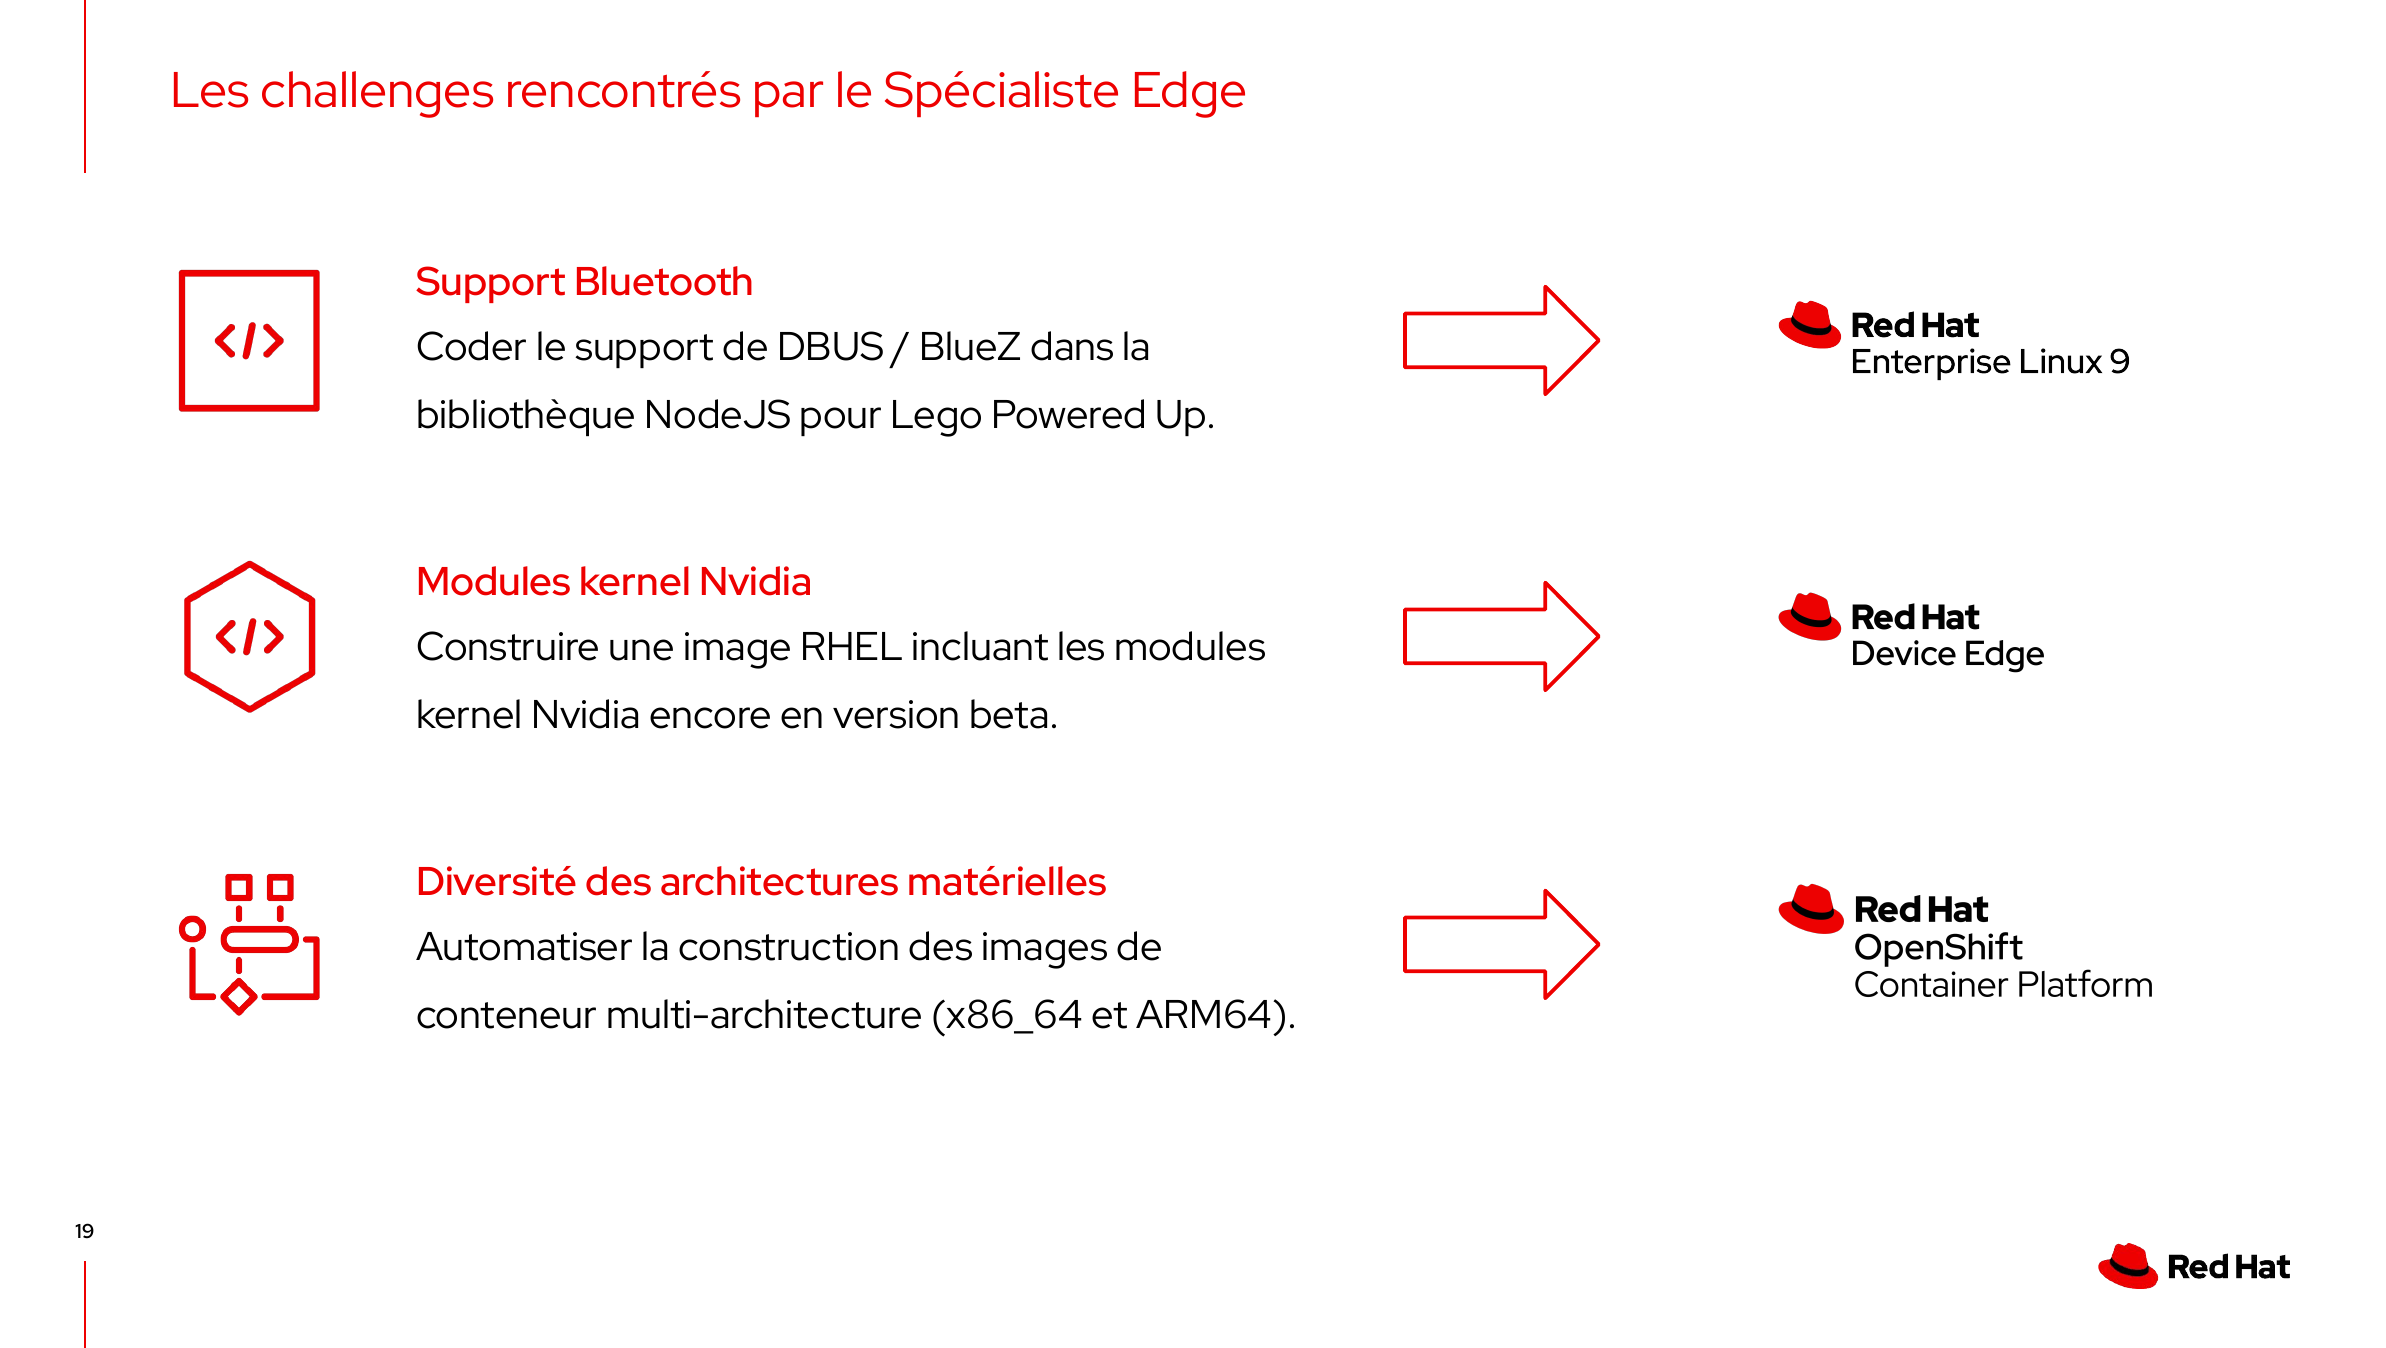 Les challenges rencontrés par le Spécialiste Edge
</>
Support Bluetooth
Coder le support de DBUS / BlueZ dans la
bibliothèque NodeJS pour Lego Powered Up.
Red Hat
Enterprise Linux 9
</>
Modules kernel Nvidia
Construire une image RHEL incluant les modules
kernel Nvidia encore en version beta.
Red Hat
Device Edge
Diversité des architectures matérielles
Automatiser la construction des images de
conteneur multi-architecture (x86_64 et ARM64).
Red Hat
OpenShift
Container Platform
19
Red Hat